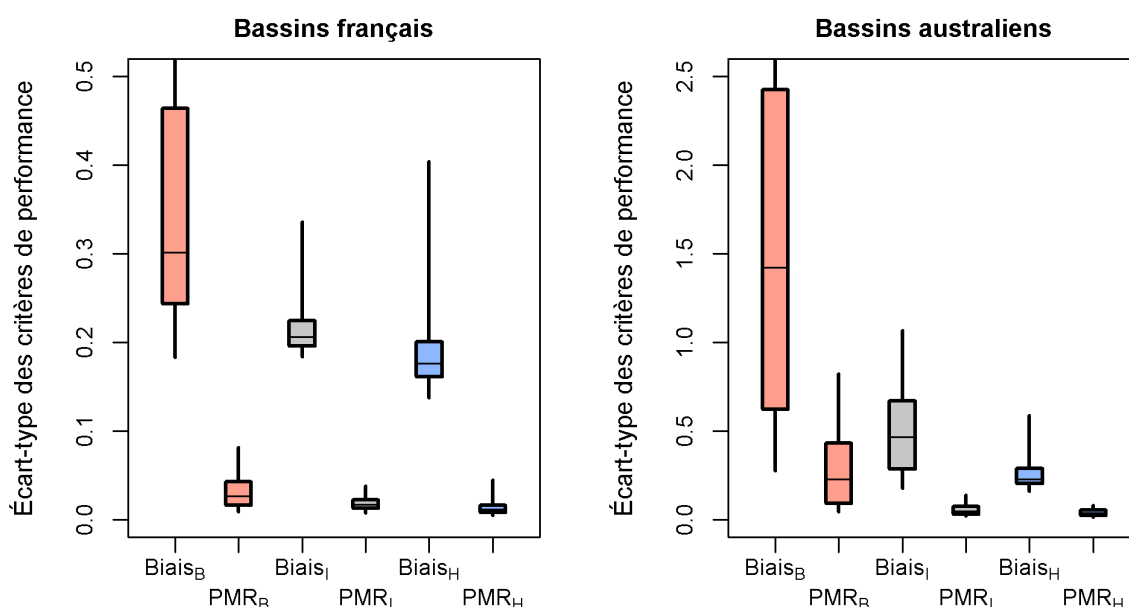 Bassins français
Écart-type des critères de performance
0.5
0.4
0.3
0.2
0.1
0.0
BiaisB
PMRB
BiaisI
PMRI
BiaisH
PMRH
Bassins australiens
Écart-type des critères de performance
2.5
2.0
1.5
1.0
0.5
0.0
BiaisB
PMRB
BiaisI
PMRI
BiaisH
PMRH